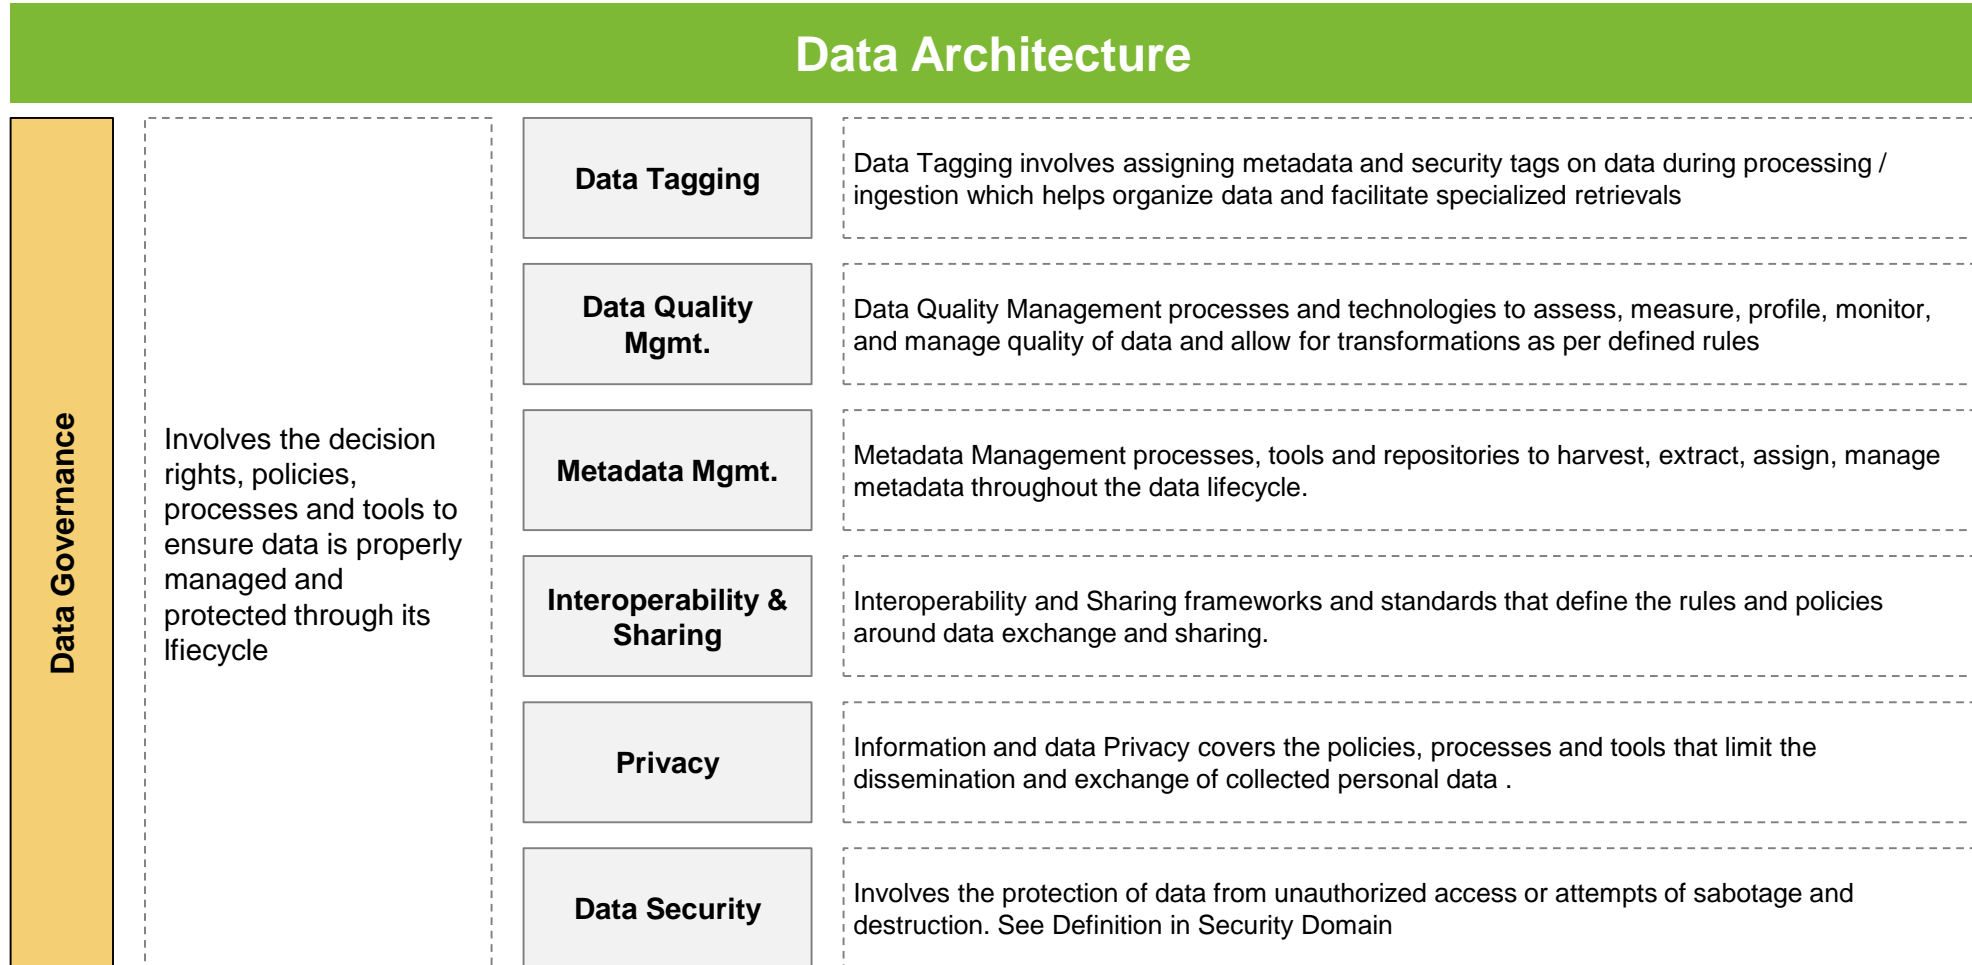 Data Architecture
Data Governance
Involves the decision
rights, policies,
processes and tools to
ensure data is properly
managed and
protected through its
lfiecycle
Data Tagging
Data Tagging involves assigning metadata and security tags on data during processing /
ingestion which helps organize data and facilitate specialized retrievals
Data Quality
Mgmt.
Data Quality Management processes and technologies to assess, measure, profile, monitor,
and manage quality of data and allow for transformations as per defined rules
Metadata Mgmt.
Metadata Management processes, tools and repositories to harvest, extract, assign, manage
metadata throughout the data lifecycle.
Interoperability &
Sharing
Interoperability and Sharing frameworks and standards that define the rules and policies
around data exchange and sharing.
Privacy
Information and data Privacy covers the policies, processes and tools that limit the
dissemination and exchange of collected personal data .
Data Security
Involves the protection of data from unauthorized access or attempts of sabotage and
destruction. See Definition in Security Domain